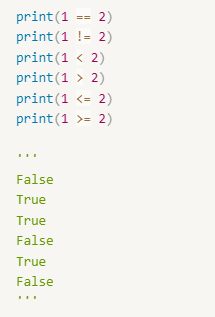 print(1 == 2)
print(1 != 2)
print(1 < 2)
print(1 > 2)
print(1 <= 2)
print(1 >= 2)
'''
False
True
True
False
True
False
'''